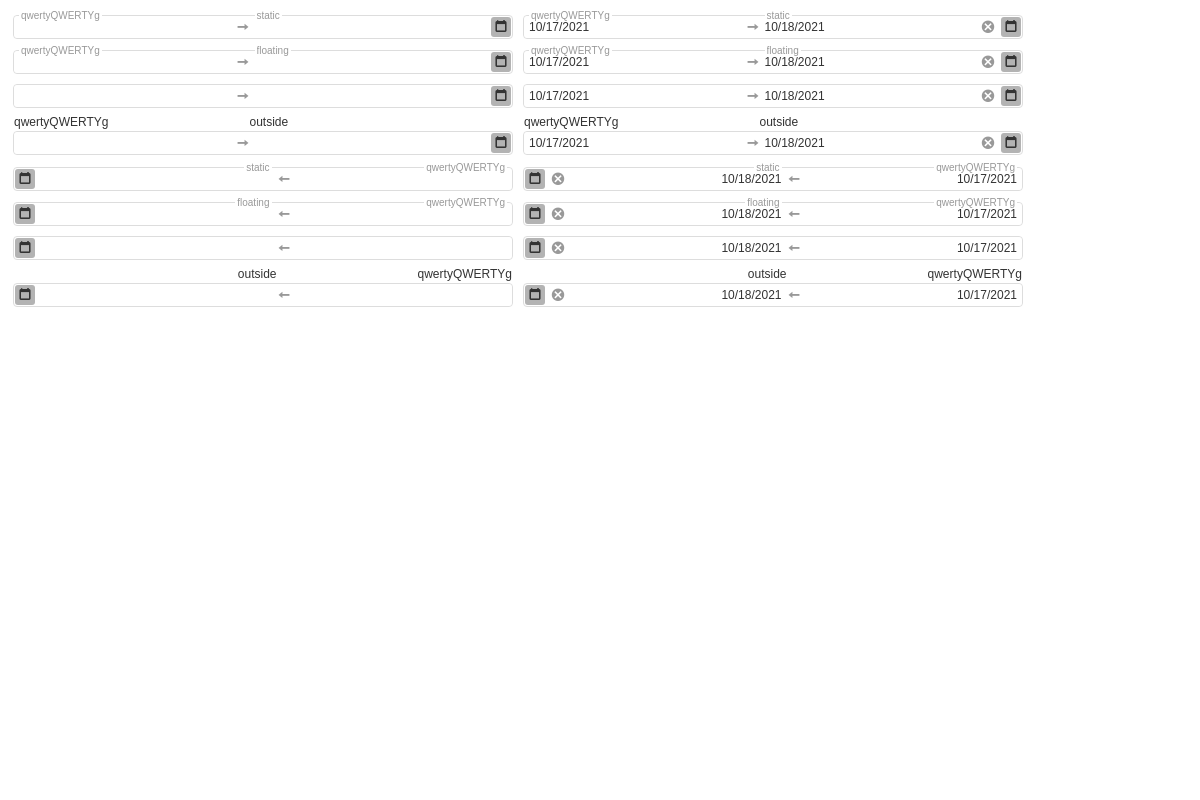 qwertyQWERTYg static qwertyQWERTYg static
10/17/2021 10/18/2021
qwertyQWERTYg floating qwertyQWERTYg floating
10/17/2021 10/18/2021
10/17/2021 10/18/2021
qwertyQWERTYg outside qwertyQWERTYg outside
10/17/2021 10/18/2021
static qwertyQWERTYg static qwertyQWERTYg
10/18/2021 10/17/2021
floating qwertyQWERTYg floating qwertyQWERTYg
10/18/2021 10/17/2021
10/18/2021 10/17/2021
outside qwertyQWERTYg outside qwertyQWERTYg
10/18/2021 10/17/2021